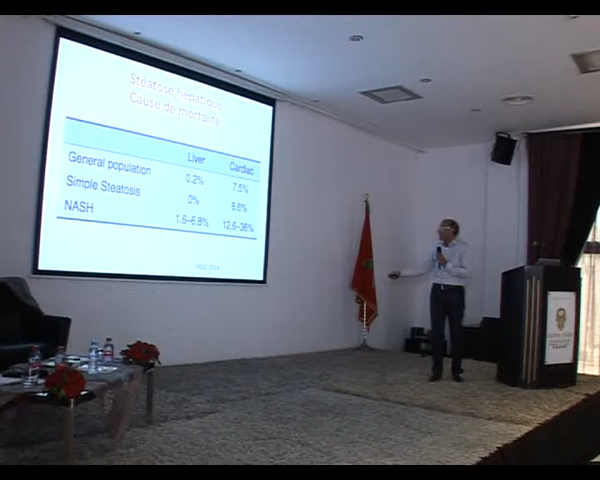 Stéatose hépatique
Cause de mortalité
Liver Cardiac
General population 0.2% 7.5%
Simple Steatosis 0% 8.6%
NASH 1.6–6.8% 12.6–36%